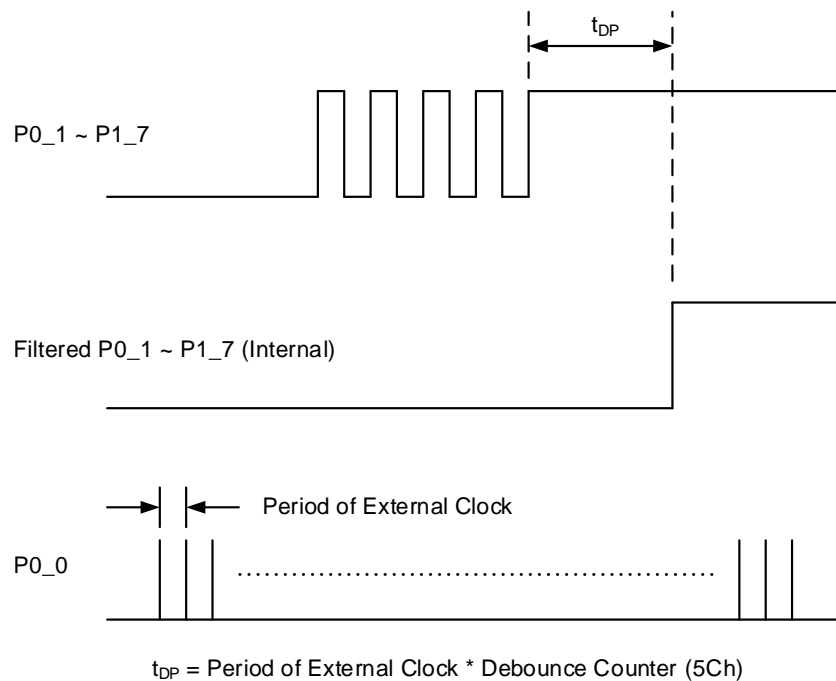 tDP
P0_1 ~ P1_7
Filtered P0_1 ~ P1_7 (Internal)
Period of External Clock
P0_0
tDP = Period of External Clock * Debounce Counter (5Ch)